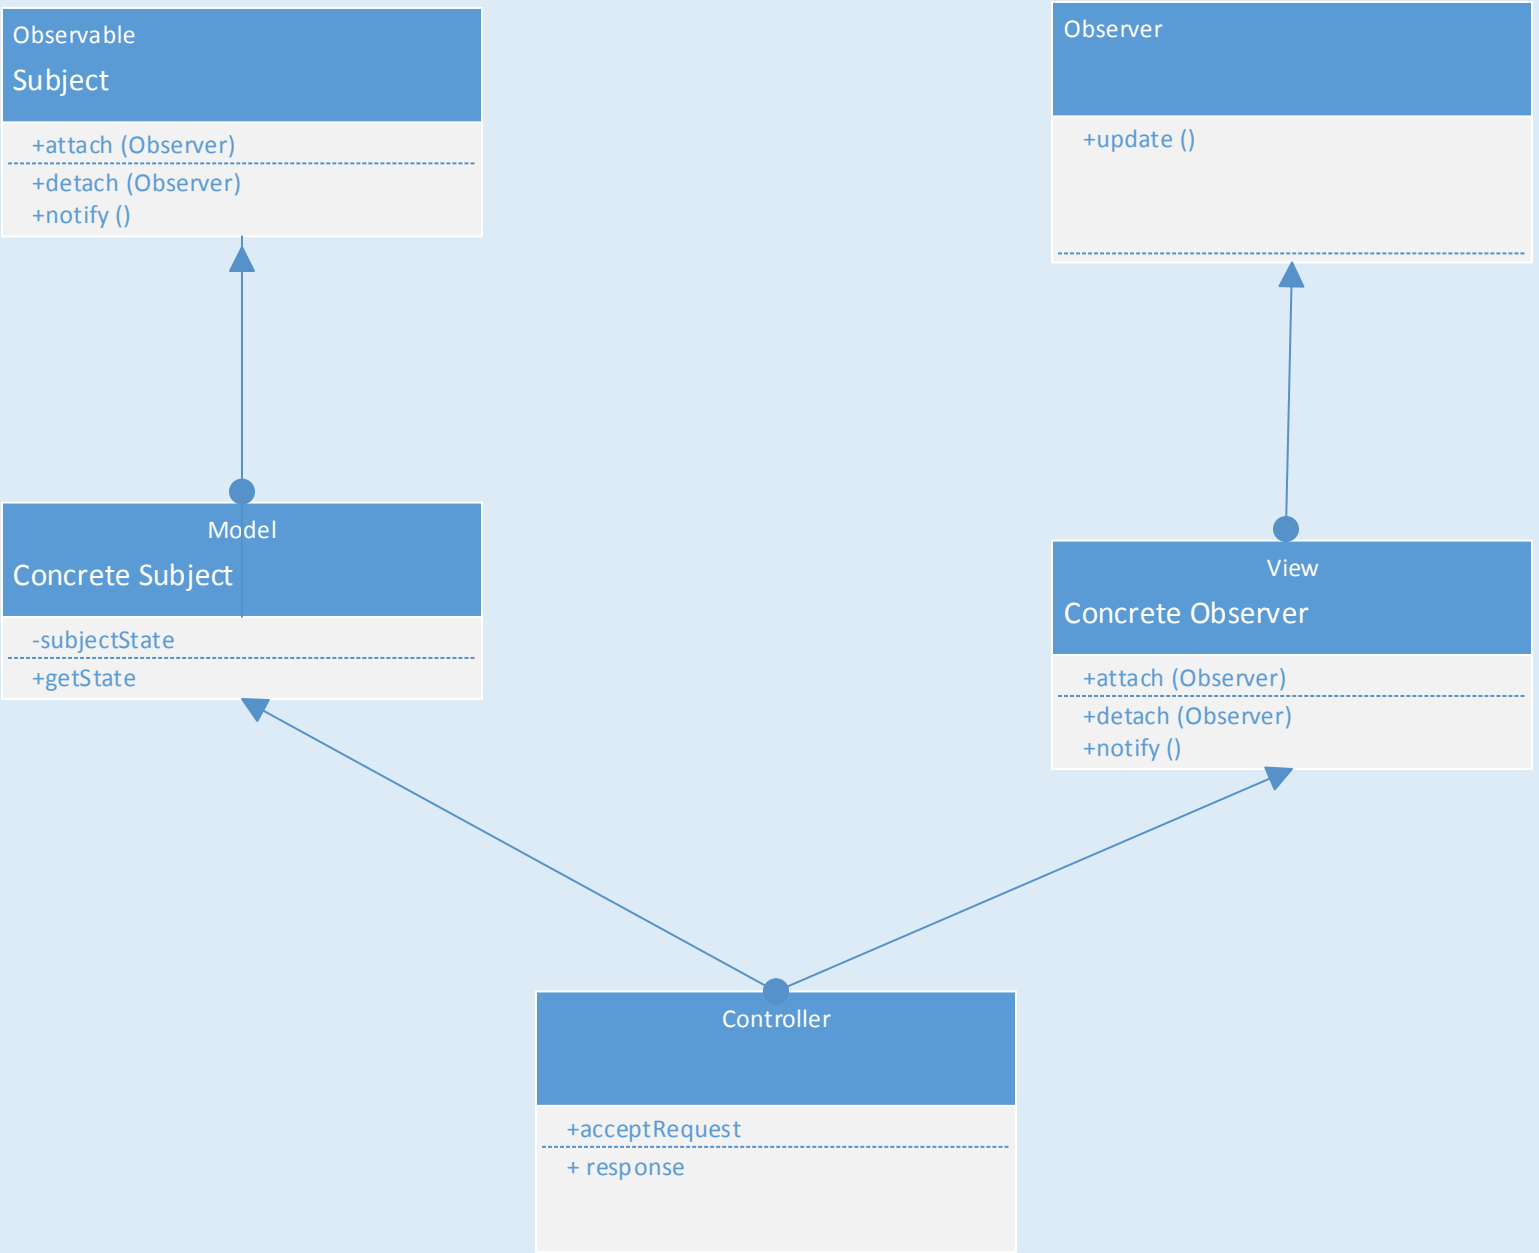 Observable
Subject
+attach (Observer)
+detach (Observer)
+notify ()
Observer
+update ()
Model
Concrete Subject
-subjectState
+getState
View
Concrete Observer
+attach (Observer)
+detach (Observer)
+notify ()
Controller
+acceptRequest
+ response